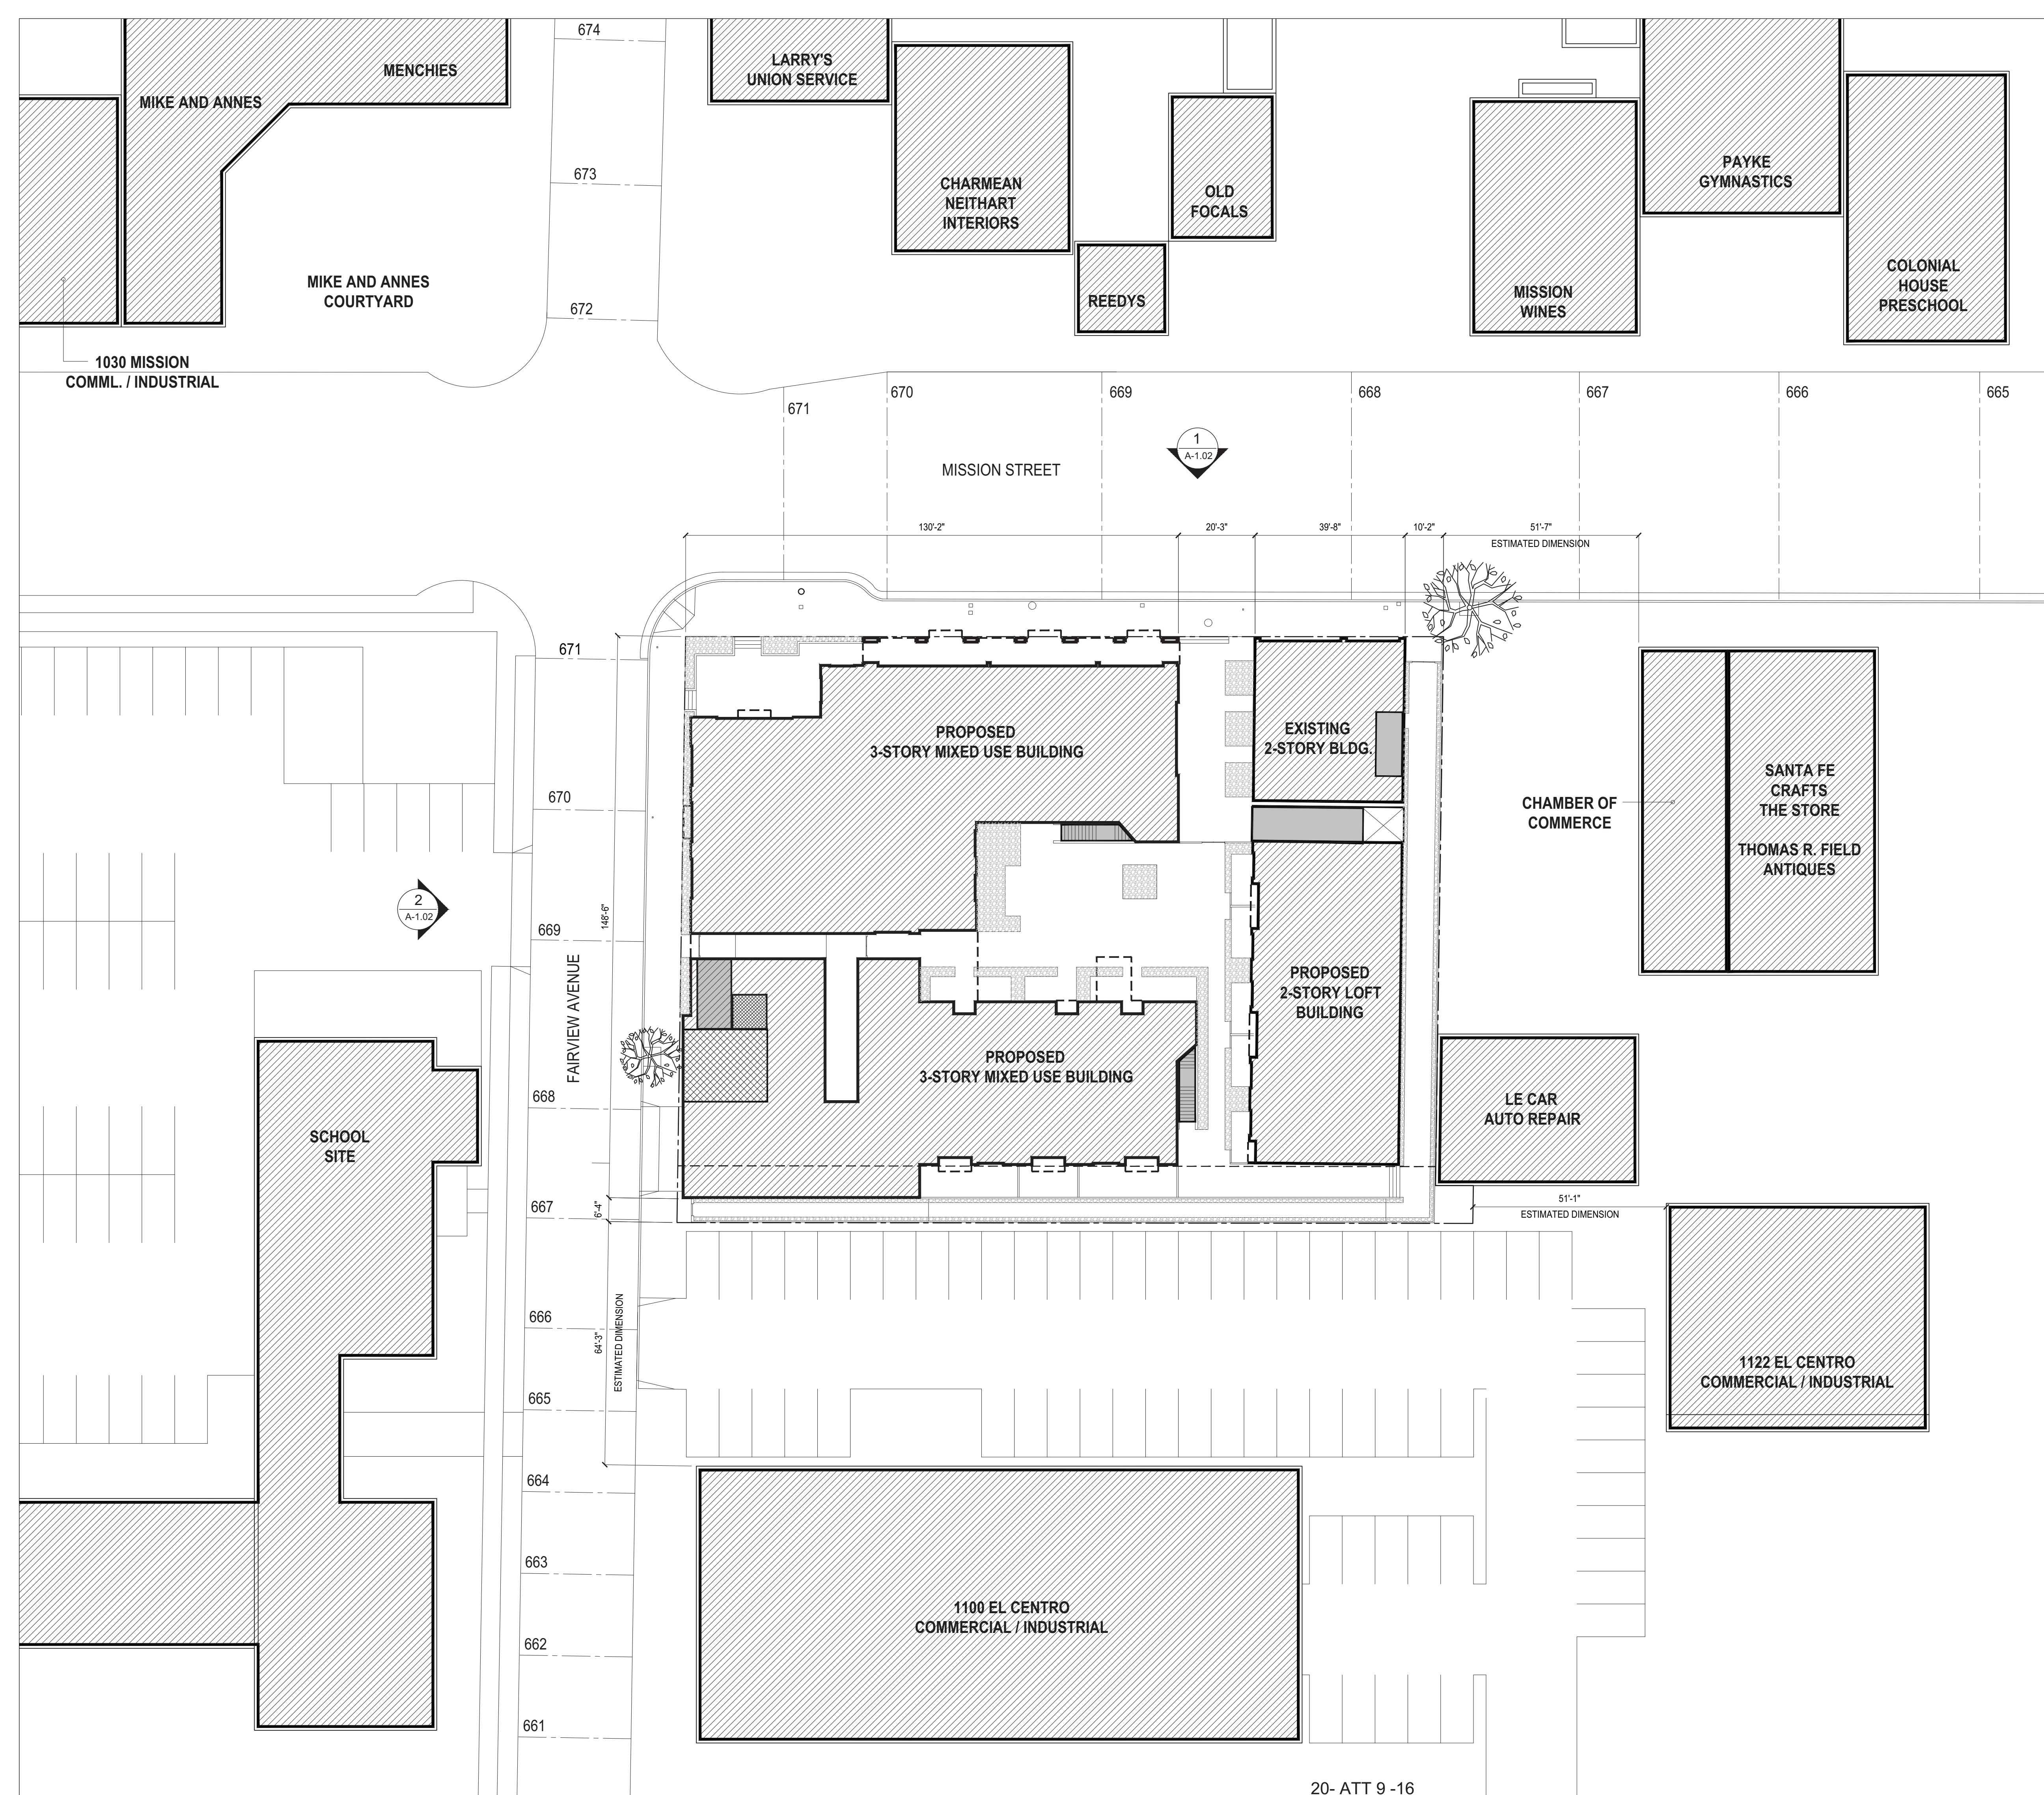 674
MENCHIES
MIKE AND ANNES
LARRY'S
UNION SERVICE
673
CHARMEAN
NEITHART
INTERIORS
OLD
FOCALS
PAYKE
GYMNASTICS
MIKE AND ANNES
COURTYARD
672
REEDYS
MISSION
WINES
COLONIAL
HOUSE
PRESCHOOL
1030 MISSION
COMML. / INDUSTRIAL
671
670
669
668
667
666
665
1
A-1.02
MISSION STREET
130'-2"
20'-3"
39'-8"
10'-2"
51'-7"
ESTIMATED DIMENSION
671
PROPOSED
3-STORY MIXED USE BUILDING
EXISTING
2-STORY BLDG.
670
CHAMBER OF
COMMERCE
SANTA FE
CRAFTS
THE STORE
THOMAS R. FIELD
ANTIQUES
2
A-1.02
148'-6"
669
FAIRVIEW AVENUE
PROPOSED
2-STORY LOFT
BUILDING
PROPOSED
3-STORY MIXED USE BUILDING
668
LE CAR
AUTO REPAIR
SCHOOL
SITE
667
6'-4"
51'-1"
ESTIMATED DIMENSION
666
64'-3"
ESTIMATED DIMENSION
1122 EL CENTRO
COMMERCIAL / INDUSTRIAL
665
664
663
1100 EL CENTRO
COMMERCIAL / INDUSTRIAL
662
661
20- ATT 9 -16